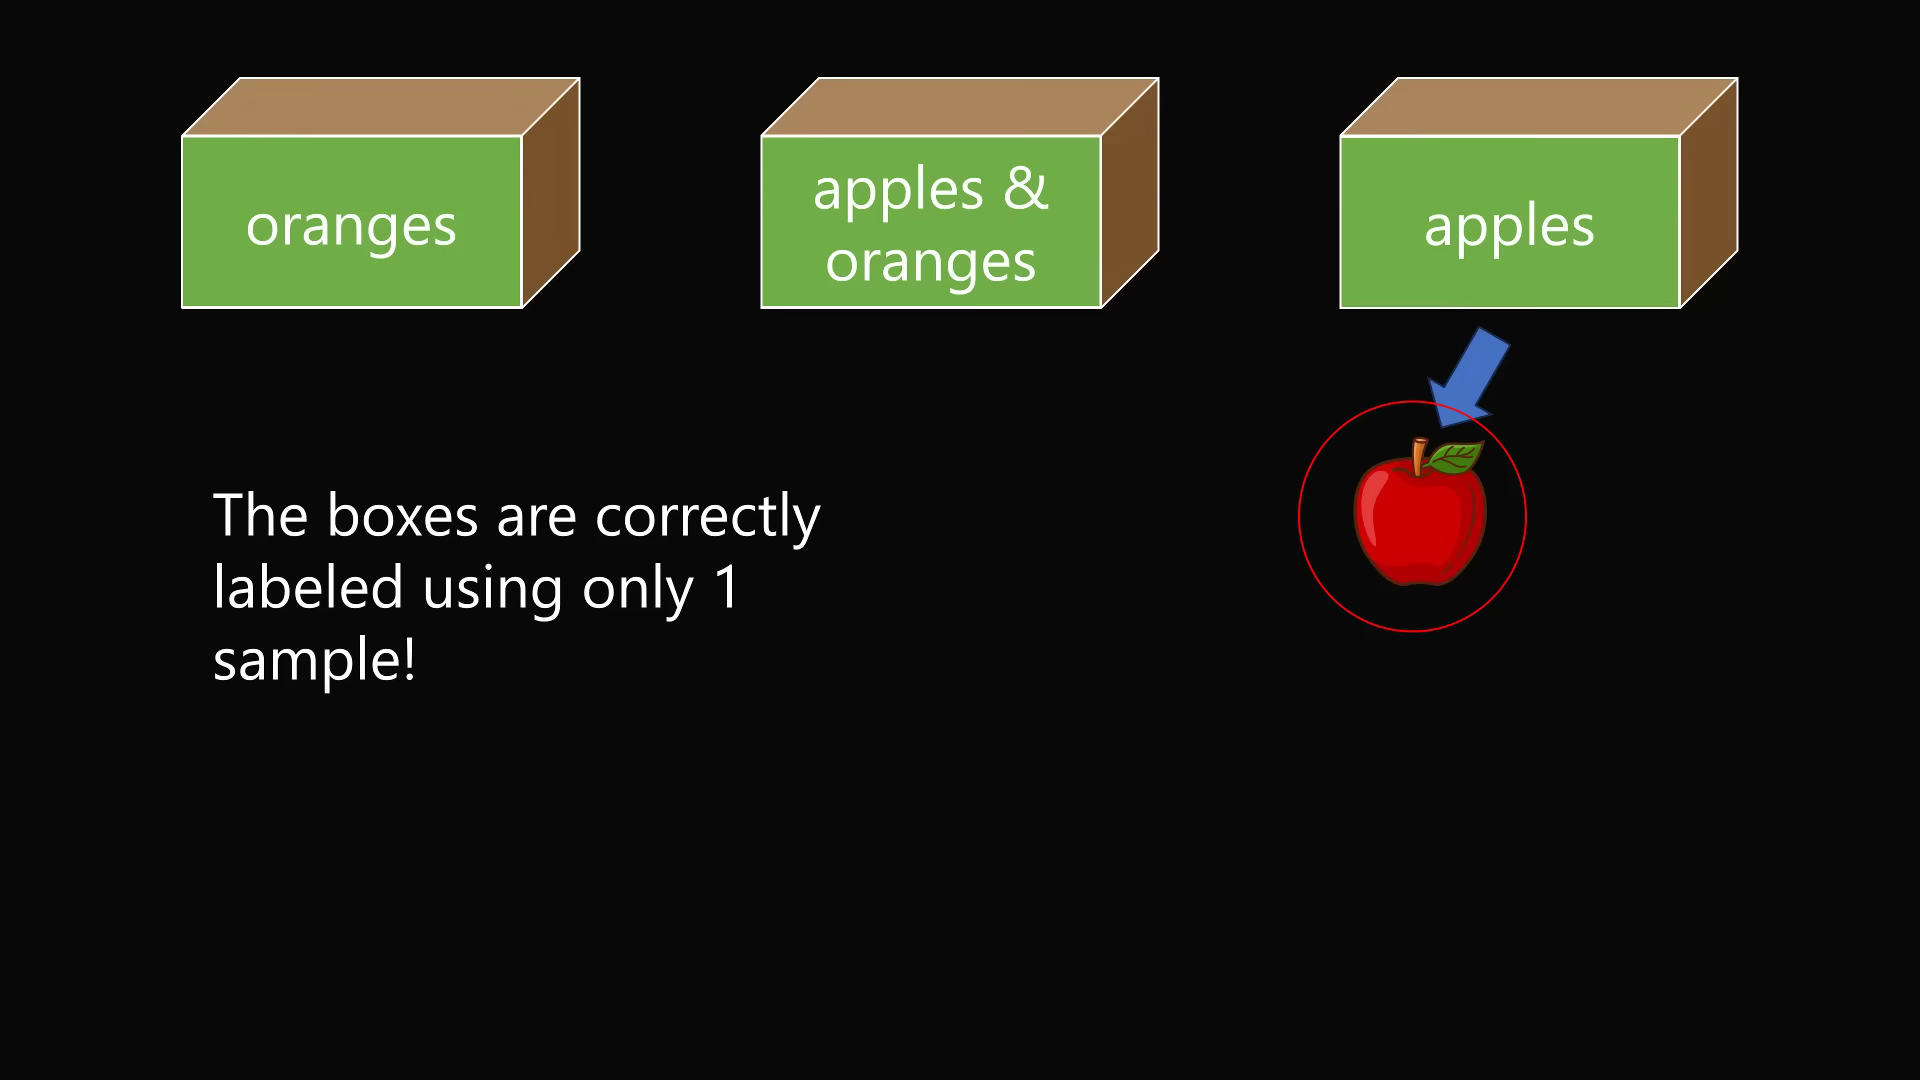 oranges
apples &
oranges
apples
The boxes are correctly
labeled using only 1
sample!